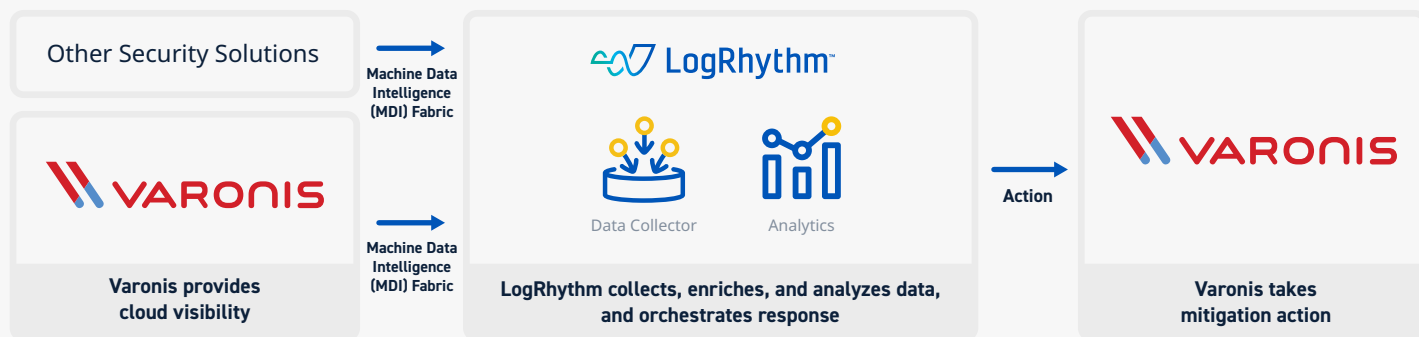 Other Security Solutions
VARONIS
Varonis provides
cloud visibility
Machine Data
Intelligence
(MDI) Fabric
Machine Data
Intelligence
(MDI) Fabric
LogRhythm™
Data Collector
Analytics
LogRhythm collects, enriches, and analyzes data,
and orchestrates response
Action
VARONIS
Varonis takes
mitigation action